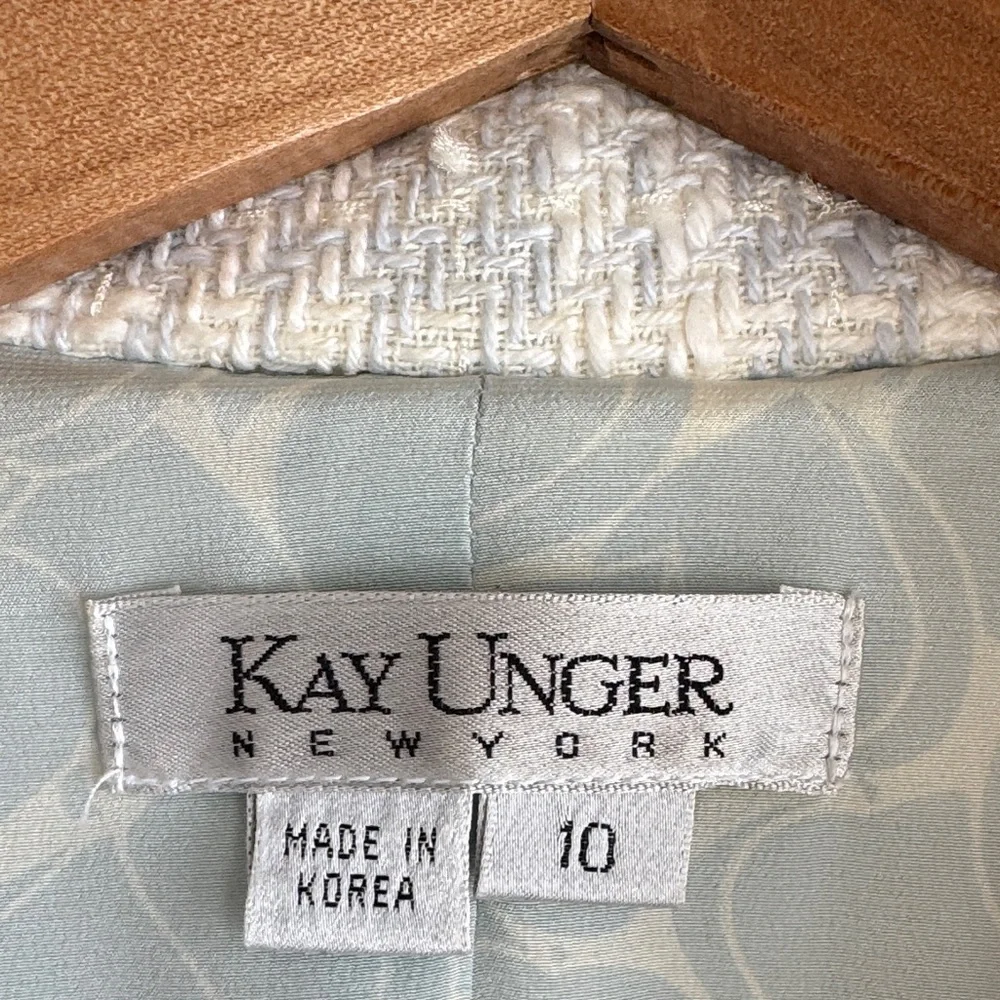 KAY UNGER
NEW YORK
MADE IN
KOREA
10